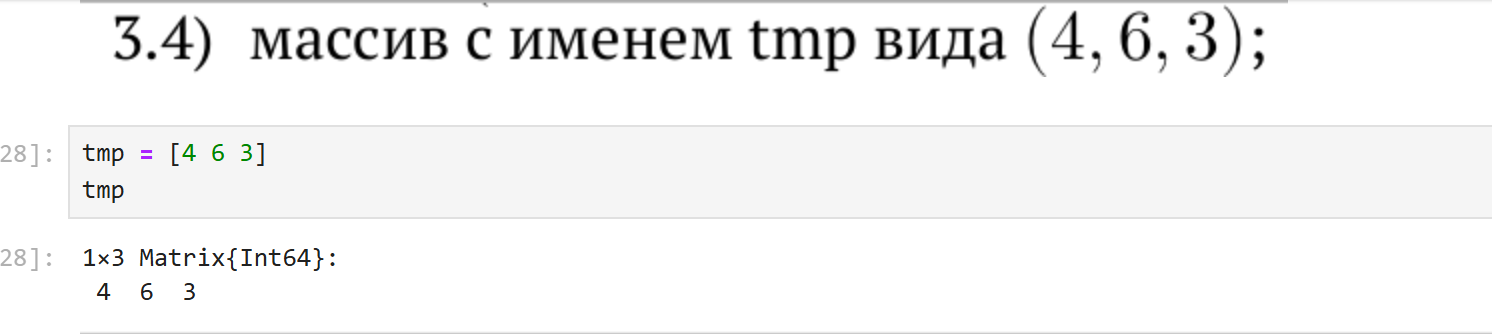 3.4) массив с именем tmp вида (4, 6, 3);
28]: tmp = [4 6 3]
tmp
28]: 1×3 Matrix{Int64}:
4 6 3